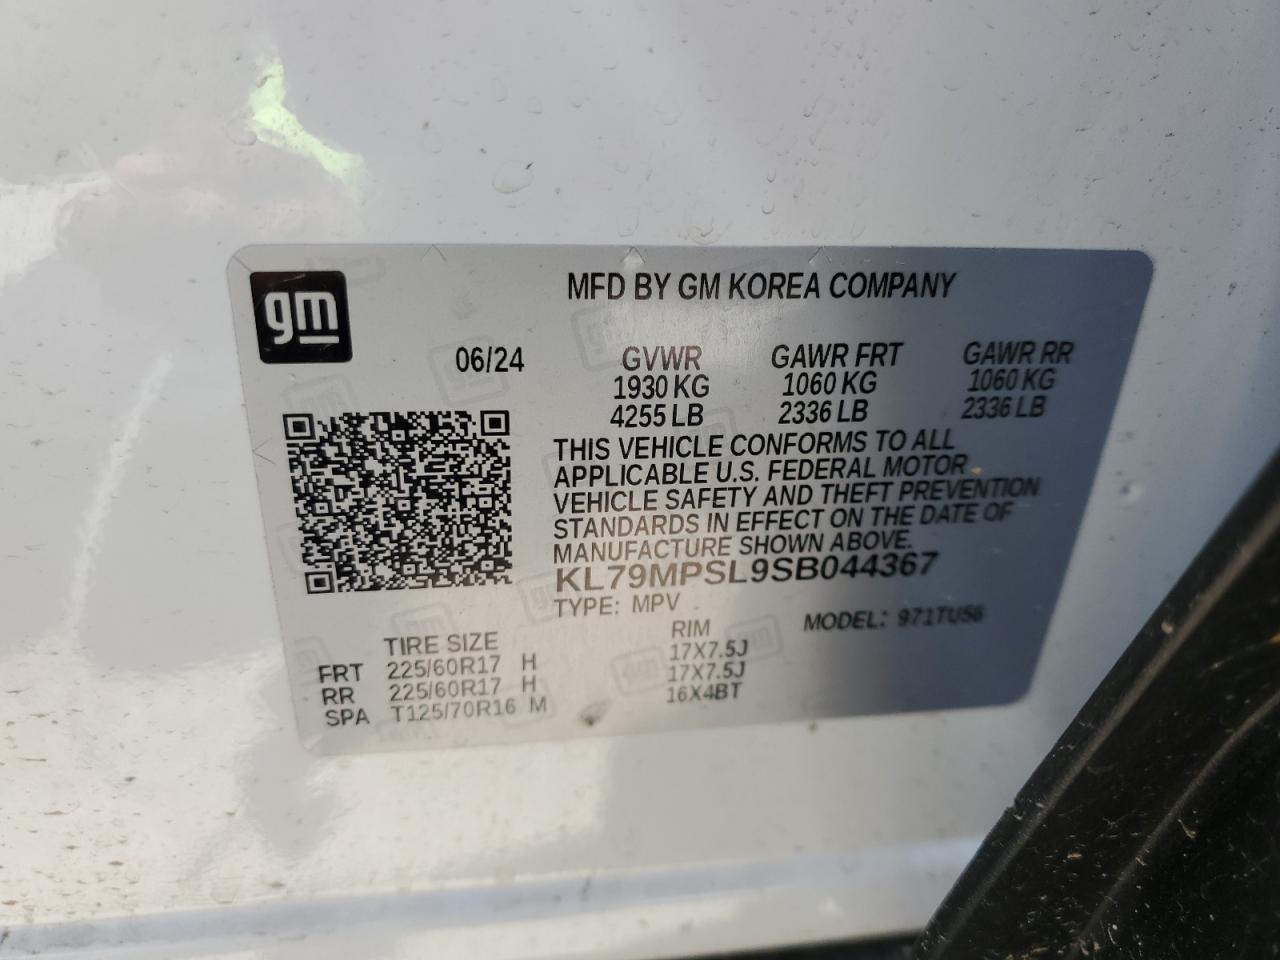 gm
MFD BY GM KOREA COMPANY
06/24 GVWR GAWR FRT GAWR RR
1930 KG 1060 KG 1060 KG
4255 LB 2336 LB 2336 LB
THIS VEHICLE CONFORMS TO ALL
APPLICABLE U.S. FEDERAL MOTOR
VEHICLE SAFETY AND THEFT PREVENTION
STANDARDS IN EFFECT ON THE DATE OF
MANUFACTURE SHOWN ABOVE.
KL79MPSL9SB044367
TYPE: MPV MODEL: 971TU56
TIRE SIZE RIM
FRT 225/60R17 H 17X7.5J
RR 225/60R17 H 17X7.5J
SPA T125/70R16 M 16X4BT